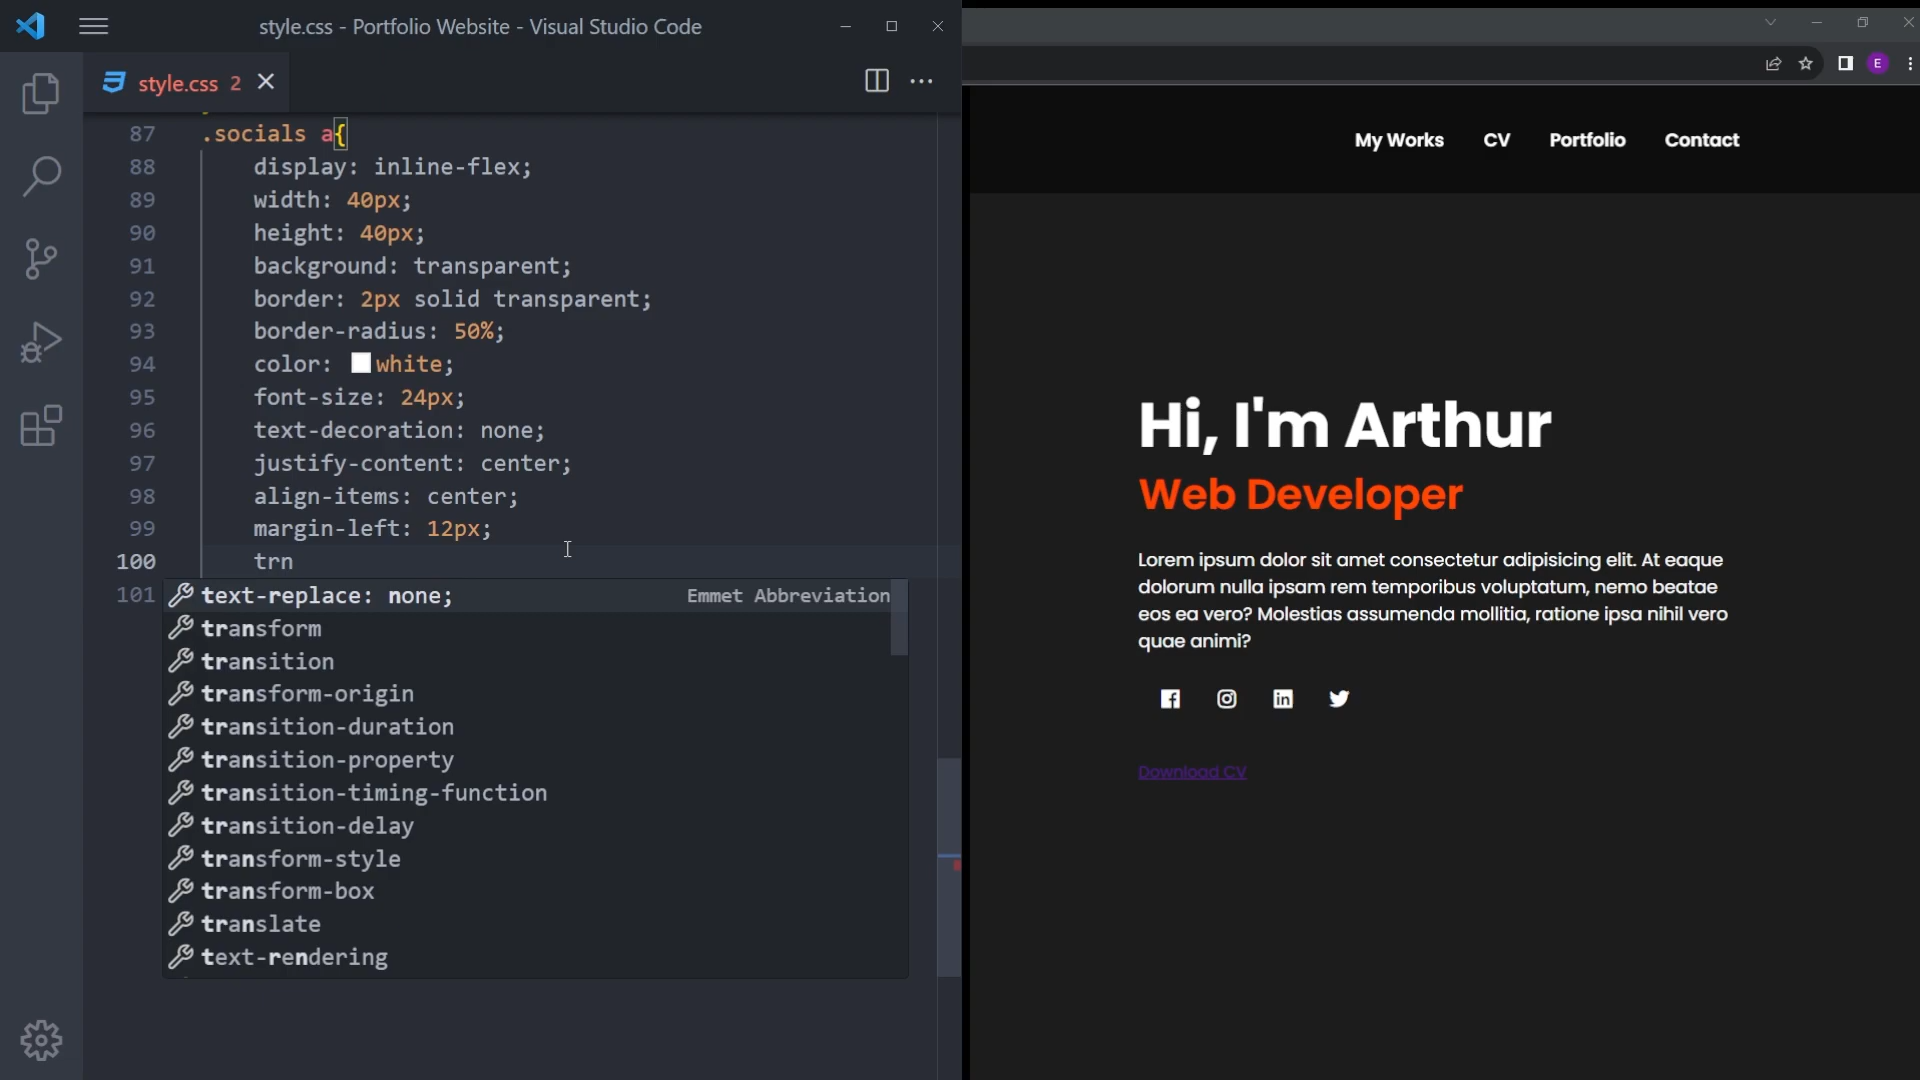 style.css - Portfolio Website - Visual Studio Code
style.css 2
87 .socials a{
88 display: inline-flex;
89 width: 40px;
90 height: 40px;
91 background: transparent;
92 border: 2px solid transparent;
93 border-radius: 50%;
94 color: white;
95 font-size: 24px;
96 text-decoration: none;
97 justify-content: center;
98 align-items: center;
99 margin-left: 12px;
100 trn
101
text-replace: none; Emmet Abbreviation
transform
transition
transform-origin
transition-duration
transition-property
transition-timing-function
transition-delay
transform-style
transform-box
translate
text-rendering
E
My Works CV Portfolio Contact
Hi, I'm Arthur
Web Developer
Lorem ipsum dolor sit amet consectetur adipisicing elit. At eaque
dolorum nulla ipsam rem temporibus voluptatum, nemo beatae
eos ea vero? Molestias assumenda mollitia, ratione ipsa nihil vero
quae animi?
Download CV